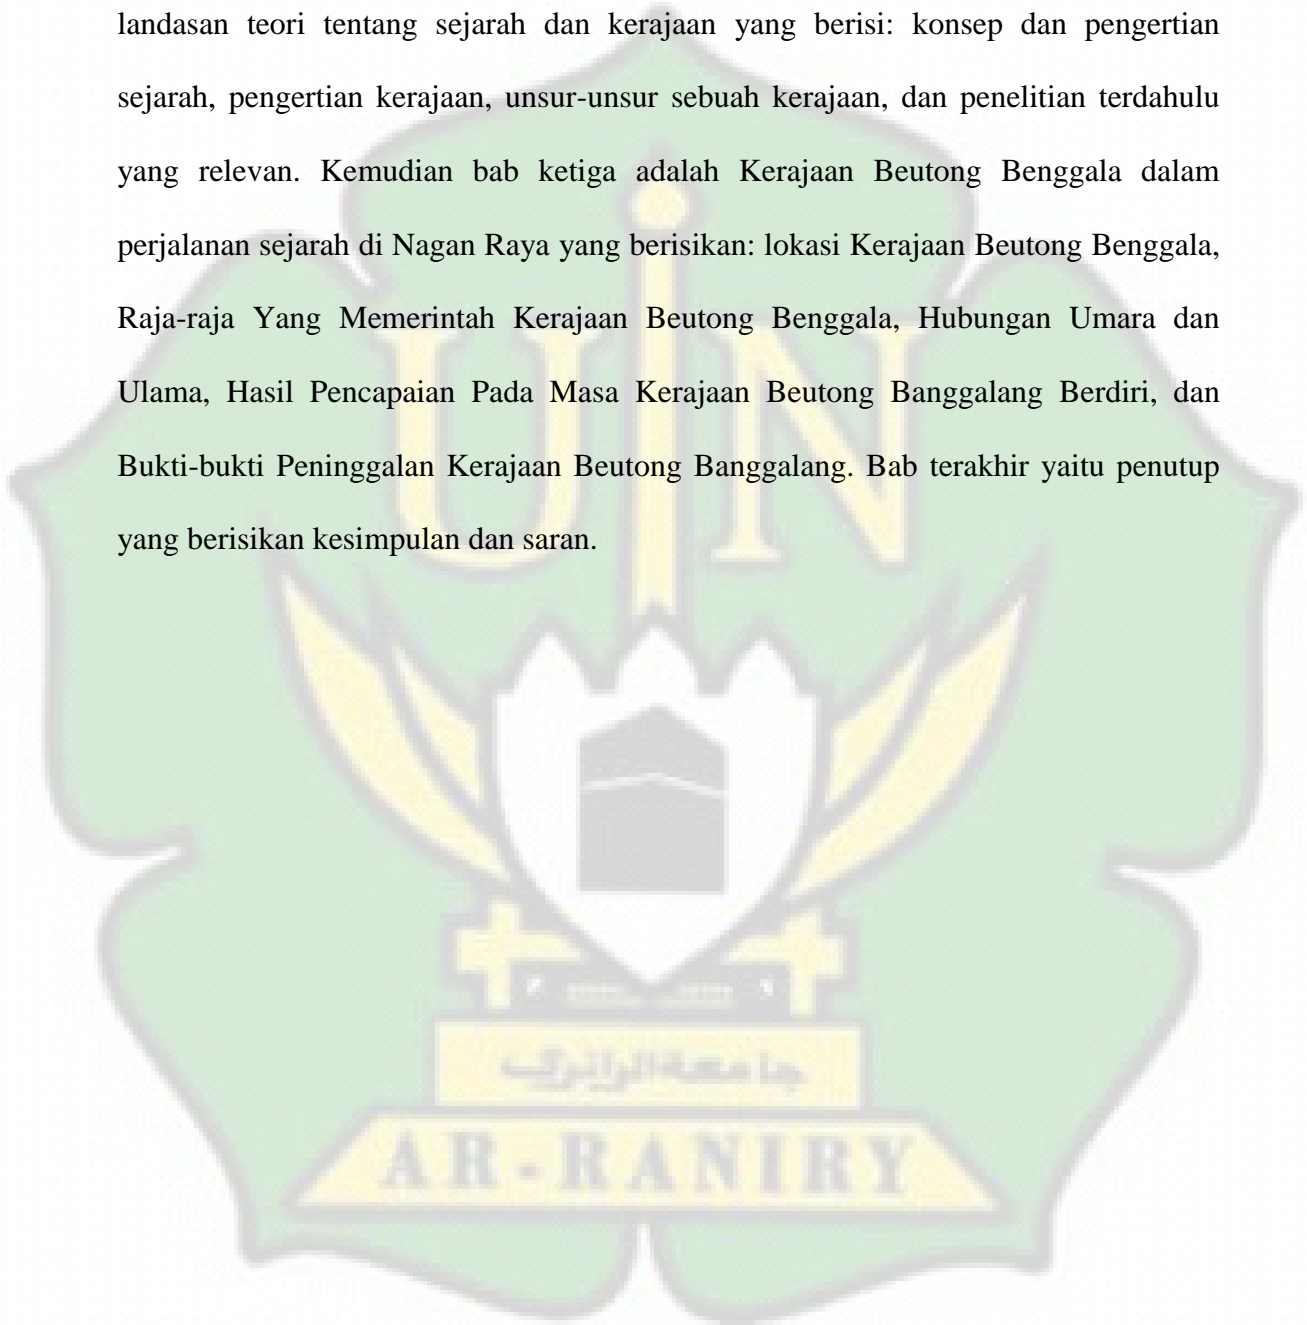 landasan teori tentang sejarah dan kerajaan yang berisi: konsep dan pengertian
sejarah, pengertian kerajaan, unsur-unsur sebuah kerajaan, dan penelitian terdahulu
yang relevan. Kemudian bab ketiga adalah Kerajaan Beutong Benggala dalam
perjalanan sejarah di Nagan Raya yang berisikan: lokasi Kerajaan Beutong Benggala,
Raja-raja Yang Memerintah Kerajaan Beutong Benggala, Hubungan Umara dan
Ulama, Hasil Pencapaian Pada Masa Kerajaan Beutong Banggalang Berdiri, dan
Bukti-bukti Peninggalan Kerajaan Beutong Banggalang. Bab terakhir yaitu penutup
yang berisikan kesimpulan dan saran.
UIN
جامعة الرانرك
AR-RANIRY